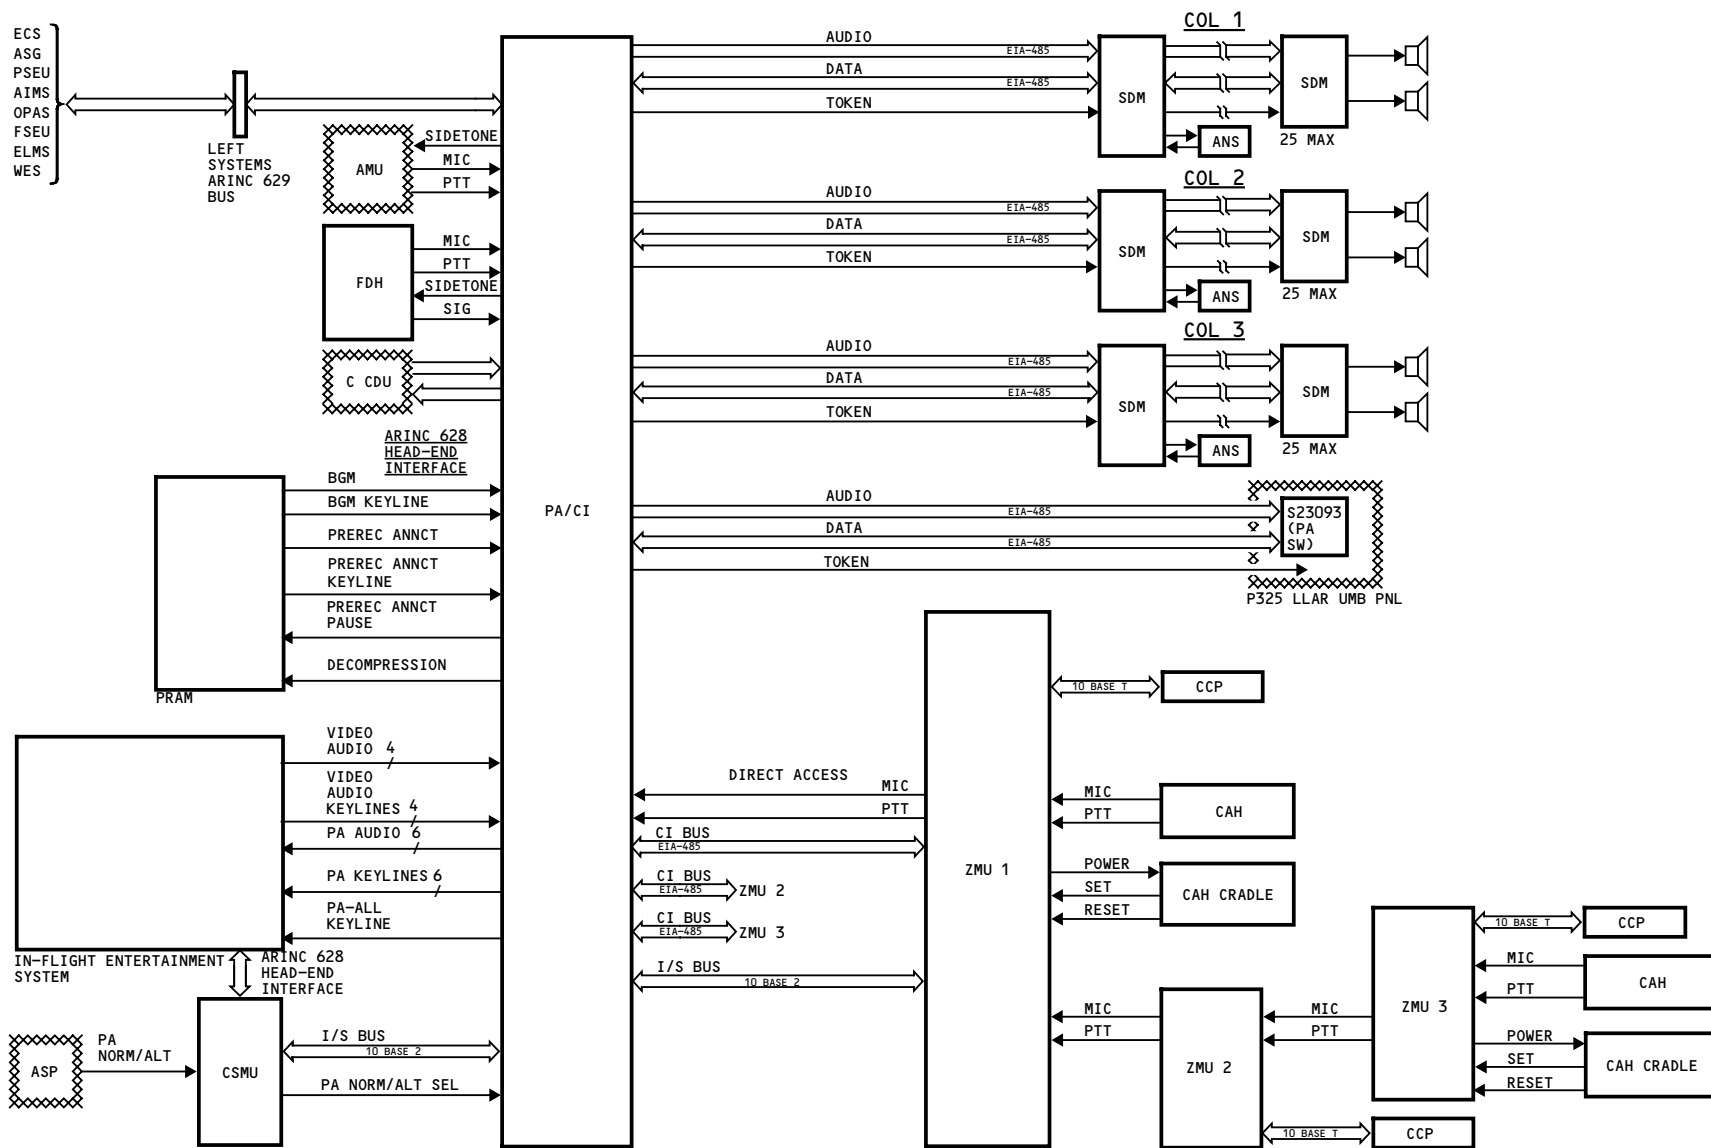 ECS
ASG
PSEU
AIMS
OPAS
FSEU
ELMS
WES
LEFT
SYSTEMS
ARINC 629
BUS
AMU
SIDETONE
MIC
PTT
FDH
MIC
PTT
SIDETONE
SIG
C CDU
ARINC 628
HEAD-END
INTERFACE
BGM
BGM KEYLINE
PREREC ANNCT
PREREC ANNCT
KEYLINE
PREREC ANNCT
PAUSE
DECOMPRESSION
PRAM
VIDEO
AUDIO 4
VIDEO
AUDIO
KEYLINES 4
PA AUDIO 6
PA KEYLINES 6
PA-ALL
KEYLINE
IN-FLIGHT ENTERTAINMENT
SYSTEM
ARINC 628
HEAD-END
INTERFACE
ASP
PA
NORM/ALT
CSMU
I/S BUS
10 BASE 2
PA NORM/ALT SEL
PA/CI
COL 1
AUDIO
EIA-485
DATA
EIA-485
TOKEN
SDM
ANS
SDM
25 MAX
COL 2
AUDIO
EIA-485
DATA
EIA-485
TOKEN
SDM
ANS
SDM
25 MAX
COL 3
AUDIO
EIA-485
DATA
EIA-485
TOKEN
SDM
ANS
SDM
25 MAX
AUDIO
EIA-485
DATA
EIA-485
TOKEN
S23093
(PA
SW)
P325 LLAR UMB PNL
DIRECT ACCESS
MIC
PTT
CI BUS
EIA-485
CI BUS
EIA-485
ZMU 2
CI BUS
EIA-485
ZMU 3
I/S BUS
10 BASE 2
ZMU 1
10 BASE T
CCP
MIC
PTT
CAH
POWER
SET
RESET
CAH CRADLE
MIC
PTT
ZMU 2
10 BASE T
CCP
MIC
PTT
ZMU 3
10 BASE T
CCP
MIC
PTT
CAH
POWER
SET
RESET
CAH CRADLE